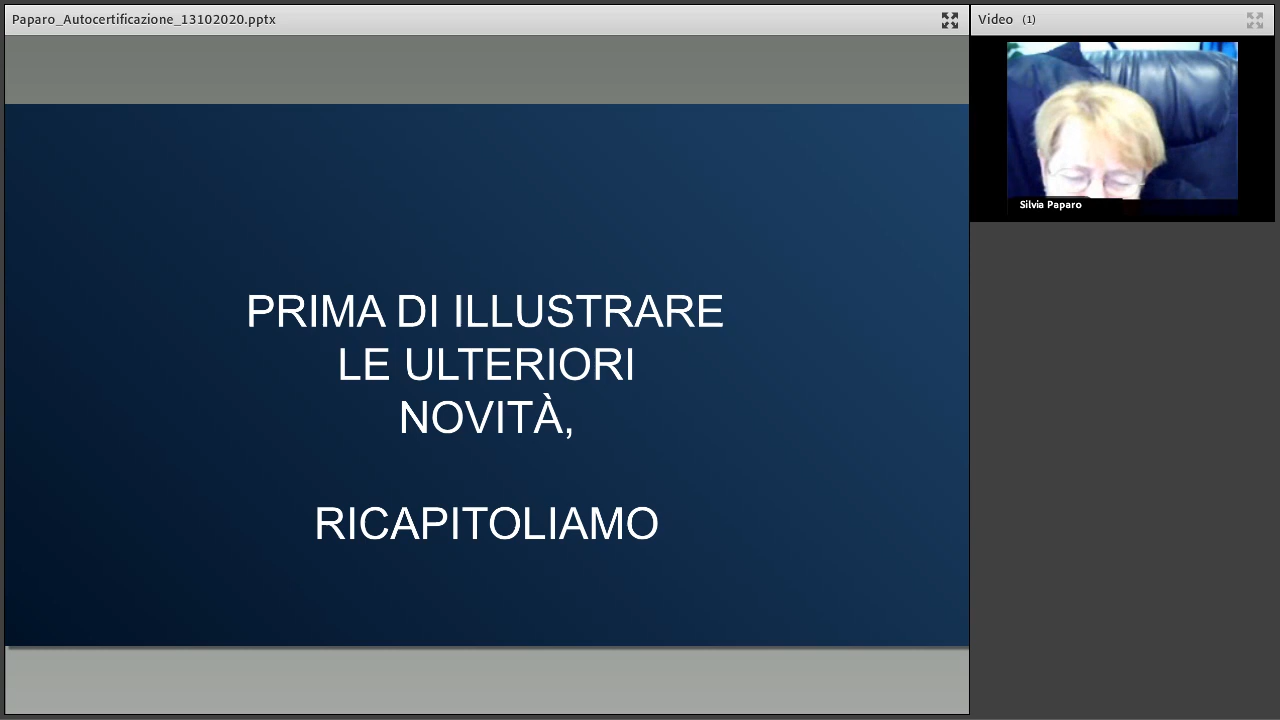 Paparo_Autocertificazione_13102020.pptx
Video (1)
Silvia Paparo
PRIMA DI ILLUSTRARE
LE ULTERIORI
NOVITÀ,
RICAPITOLIAMO